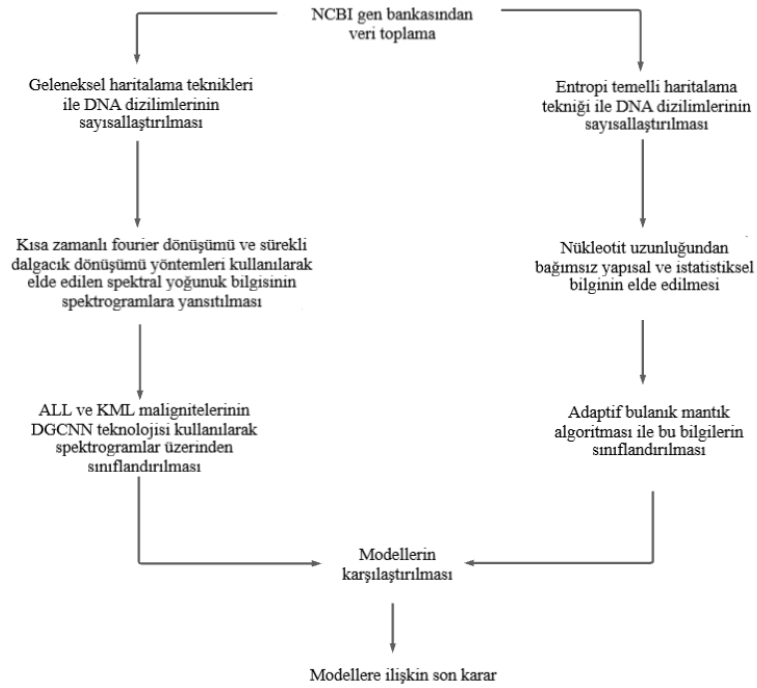 NCBI gen bankasından
veri toplama
Geleneksel haritalama teknikleri
ile DNA dizilimlerinin
sayısallaştırılması
Entropi temelli haritalama
tekniği ile DNA dizilimlerinin
sayısallaştırılması
Kısa zamanlı fourier dönüşümü ve sürekli
dalgacık dönüşümü yöntemleri kullanılarak
elde edilen spektral yoğunuk bilgisinin
spektrogramlara yansıtılması
Nükleotit uzunluğundan
bağımsız yapısal ve istatistiksel
bilginin elde edilmesi
ALL ve KML malignitelerinin
DGCNN teknolojisi kullanılarak
spektrogramlar üzerinden
sınıflandırılması
Adaptif bulanık mantık
algoritması ile bu bilgilerin
sınıflandırılması
Modellerin
karşılaştırılması
Modellere ilişkin son karar